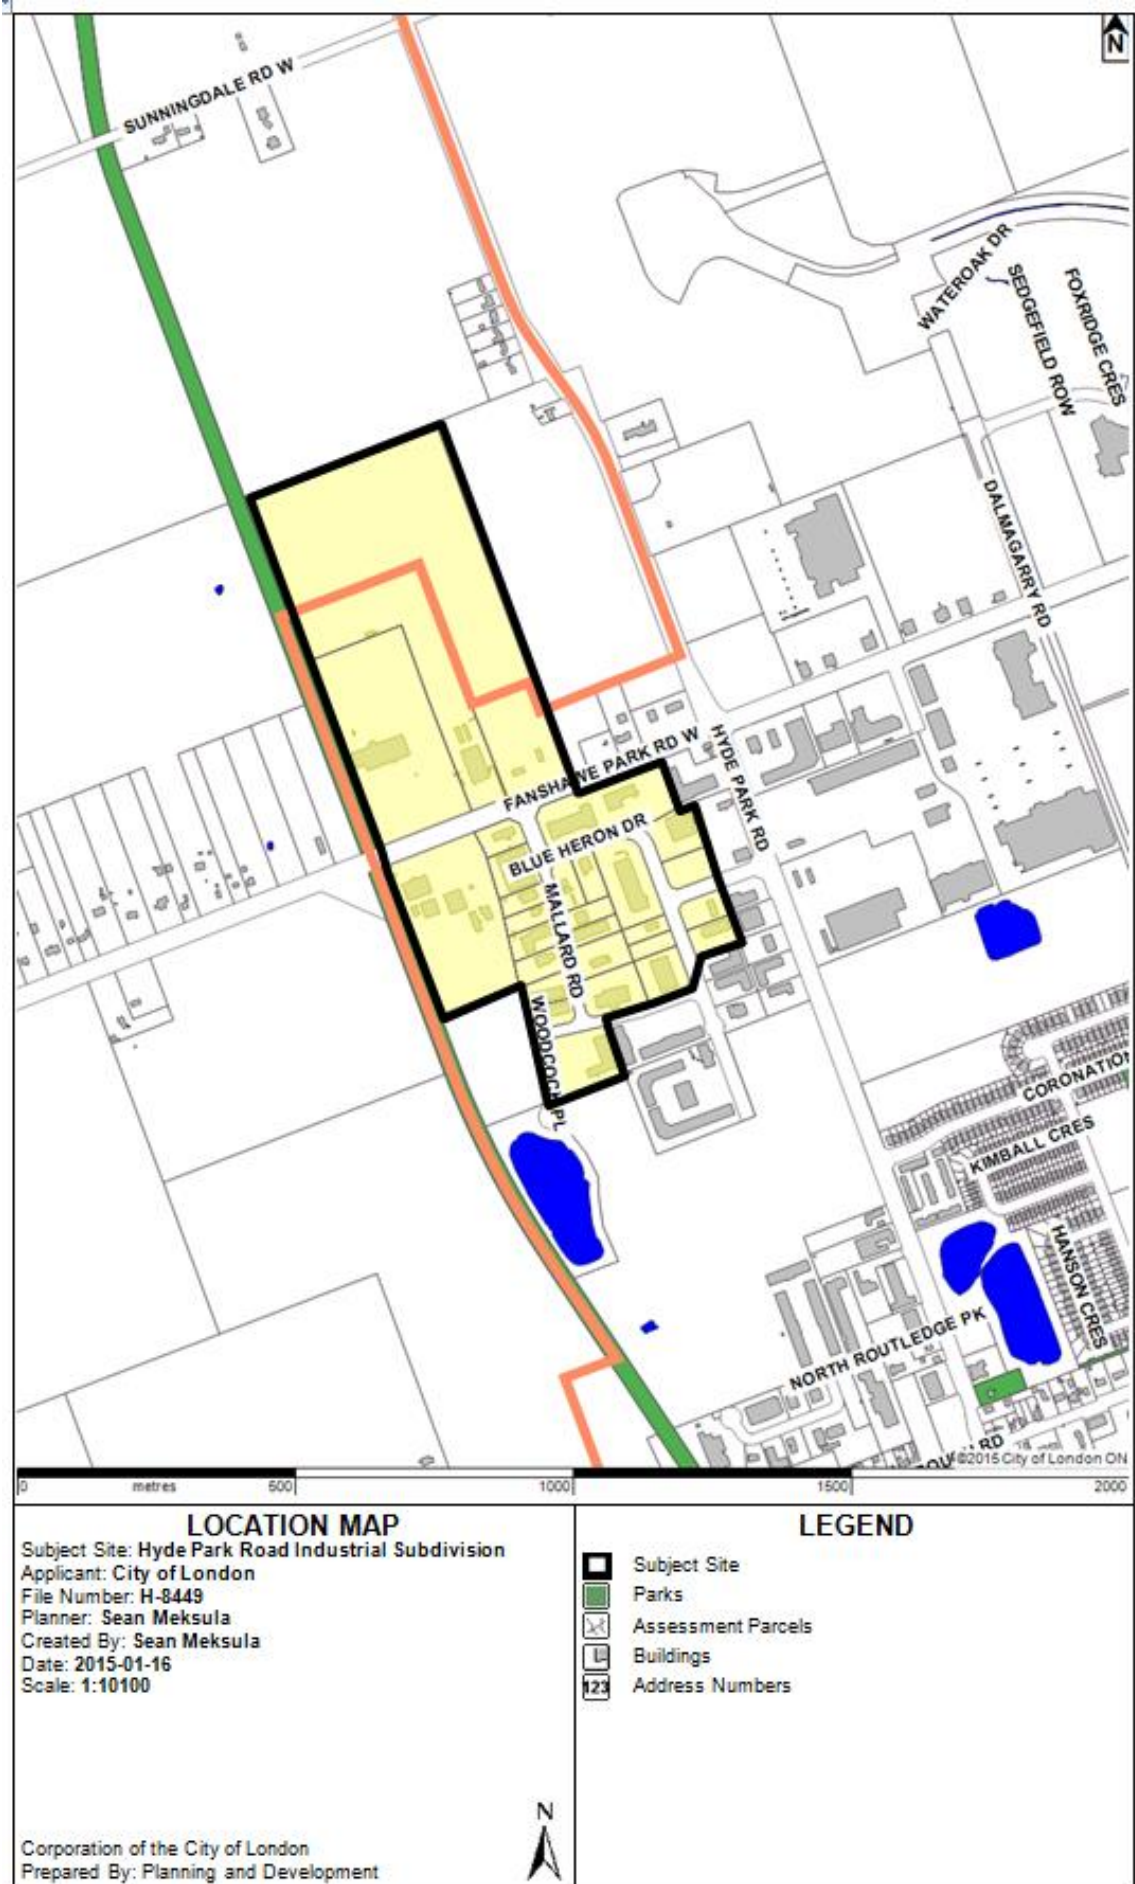 N
SUNNINGDALE RD W
WATEROAK DR
SEDGEFIELD ROW
FOXRIDGE CRES
DALMAGARRY RD
FANSHAWE PARK RD W
HYDE PARK RD
BLUE HERON DR
MALLARD RD
WOODCOCK PL
CORONATION
KIMBALL CRES
HANSON CRES
NORTH ROUTLEDGE PK
©2015 City of London ON
0 metres 500 1000 1500 2000
LOCATION MAP
Subject Site: Hyde Park Road Industrial Subdivision
Applicant: City of London
File Number: H-8449
Planner: Sean Meksula
Created By: Sean Meksula
Date: 2015-01-16
Scale: 1:10100
Corporation of the City of London
Prepared By: Planning and Development
N
LEGEND
Subject Site
Parks
Assessment Parcels
Buildings
123 Address Numbers